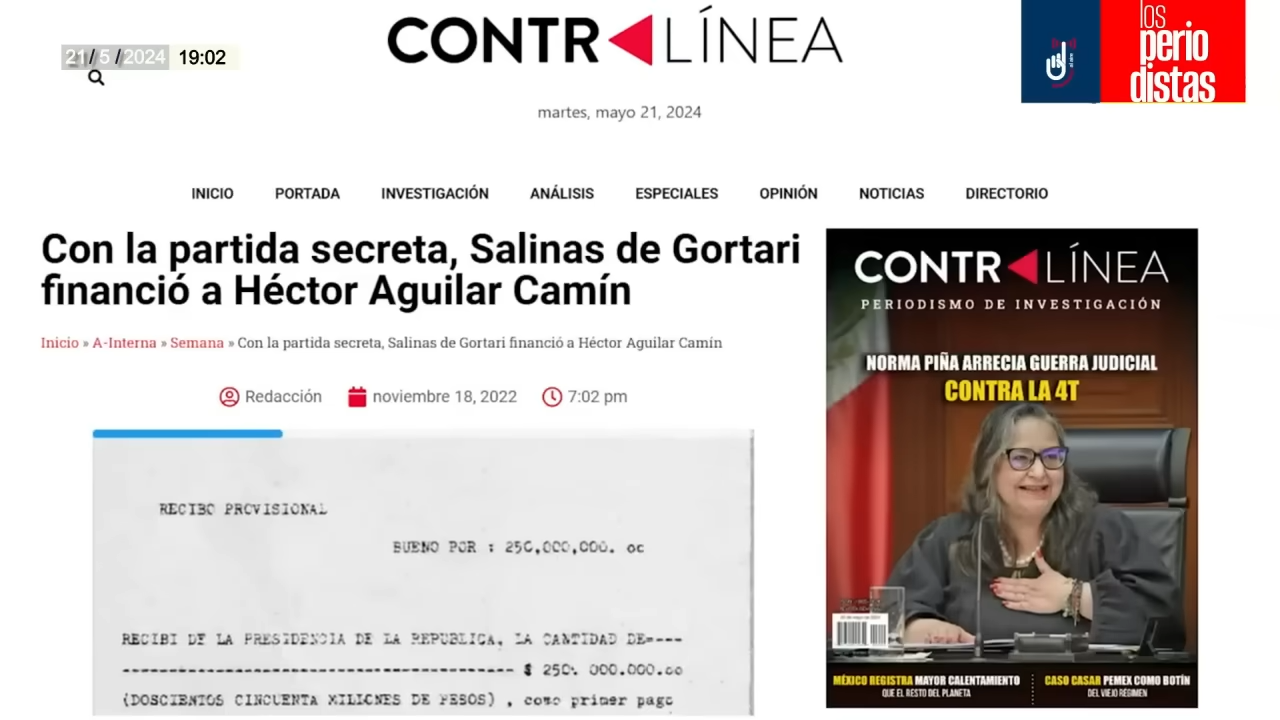 CONTR LÍNEA
los
perio
distas
21/ 5 /2024 19:02
martes, mayo 21, 2024
INICIO PORTADA INVESTIGACIÓN ANÁLISIS ESPECIALES OPINIÓN NOTICIAS DIRECTORIO
Con la partida secreta, Salinas de Gortari
financió a Héctor Aguilar Camín
Inicio » A-Interna » Semana » Con la partida secreta, Salinas de Gortari financió a Héctor Aguilar Camín
Redacción noviembre 18, 2022 7:02 pm
RECIBO PROVISIONAL
BUENO POR : 250,000,000. oo
RECIBI DE LA PRESIDENCIA DE LA REPUBLICA, LA CANTIDAD DE=----
---------------------------------------------- $ 250. 000.000.oo
(DOSCIENTOS CINCUENTA MILLONES DE PESOS) , como primer pago
CONTR LÍNEA
PERIODISMO DE INVESTIGACIÓN
NORMA PIÑA ARRECIA GUERRA JUDICIAL
CONTRA LA 4T
MÉXICO REGISTRA MAYOR CALENTAMIENTO
QUE EL RESTO DEL PLANETA
CASO CASAR PEMEX COMO BOTÍN
DEL VIEJO RÉGIMEN